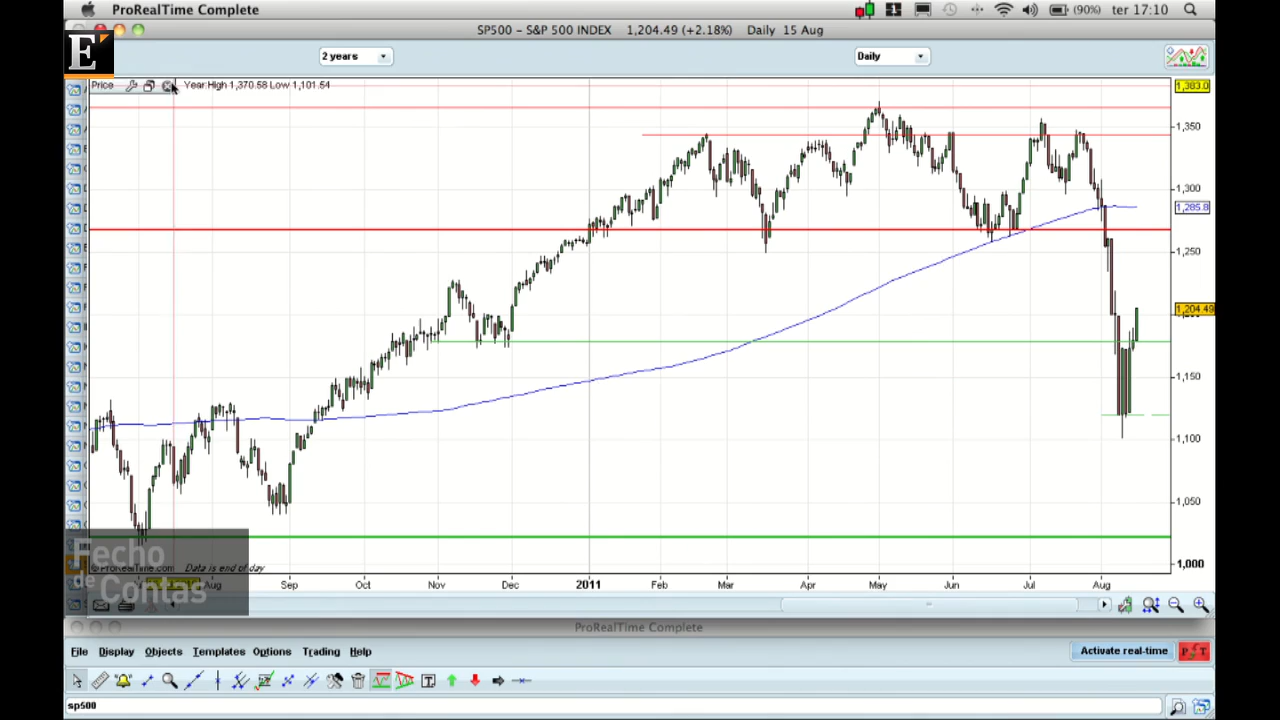 ProRealTime Complete
(90%) ter 17:10
SP500 - S&P 500 INDEX 1,204.49 (+2.18%) Daily 15 Aug
E
2 years
Daily
Price
Year:High 1,370.58 Low 1,101.54
1,383.0
1,350
1,300
1,285.8
1,250
1,204.49
1,150
1,100
1,050
1,000
Fecho
de Contas
© ProRealTime.com Data is end of day
Aug Sep Oct Nov Dec 2011 Feb Mar Apr May Jun Jul Aug
ProRealTime Complete
File Display Objects Templates Options Trading Help
Activate real-time
sp500